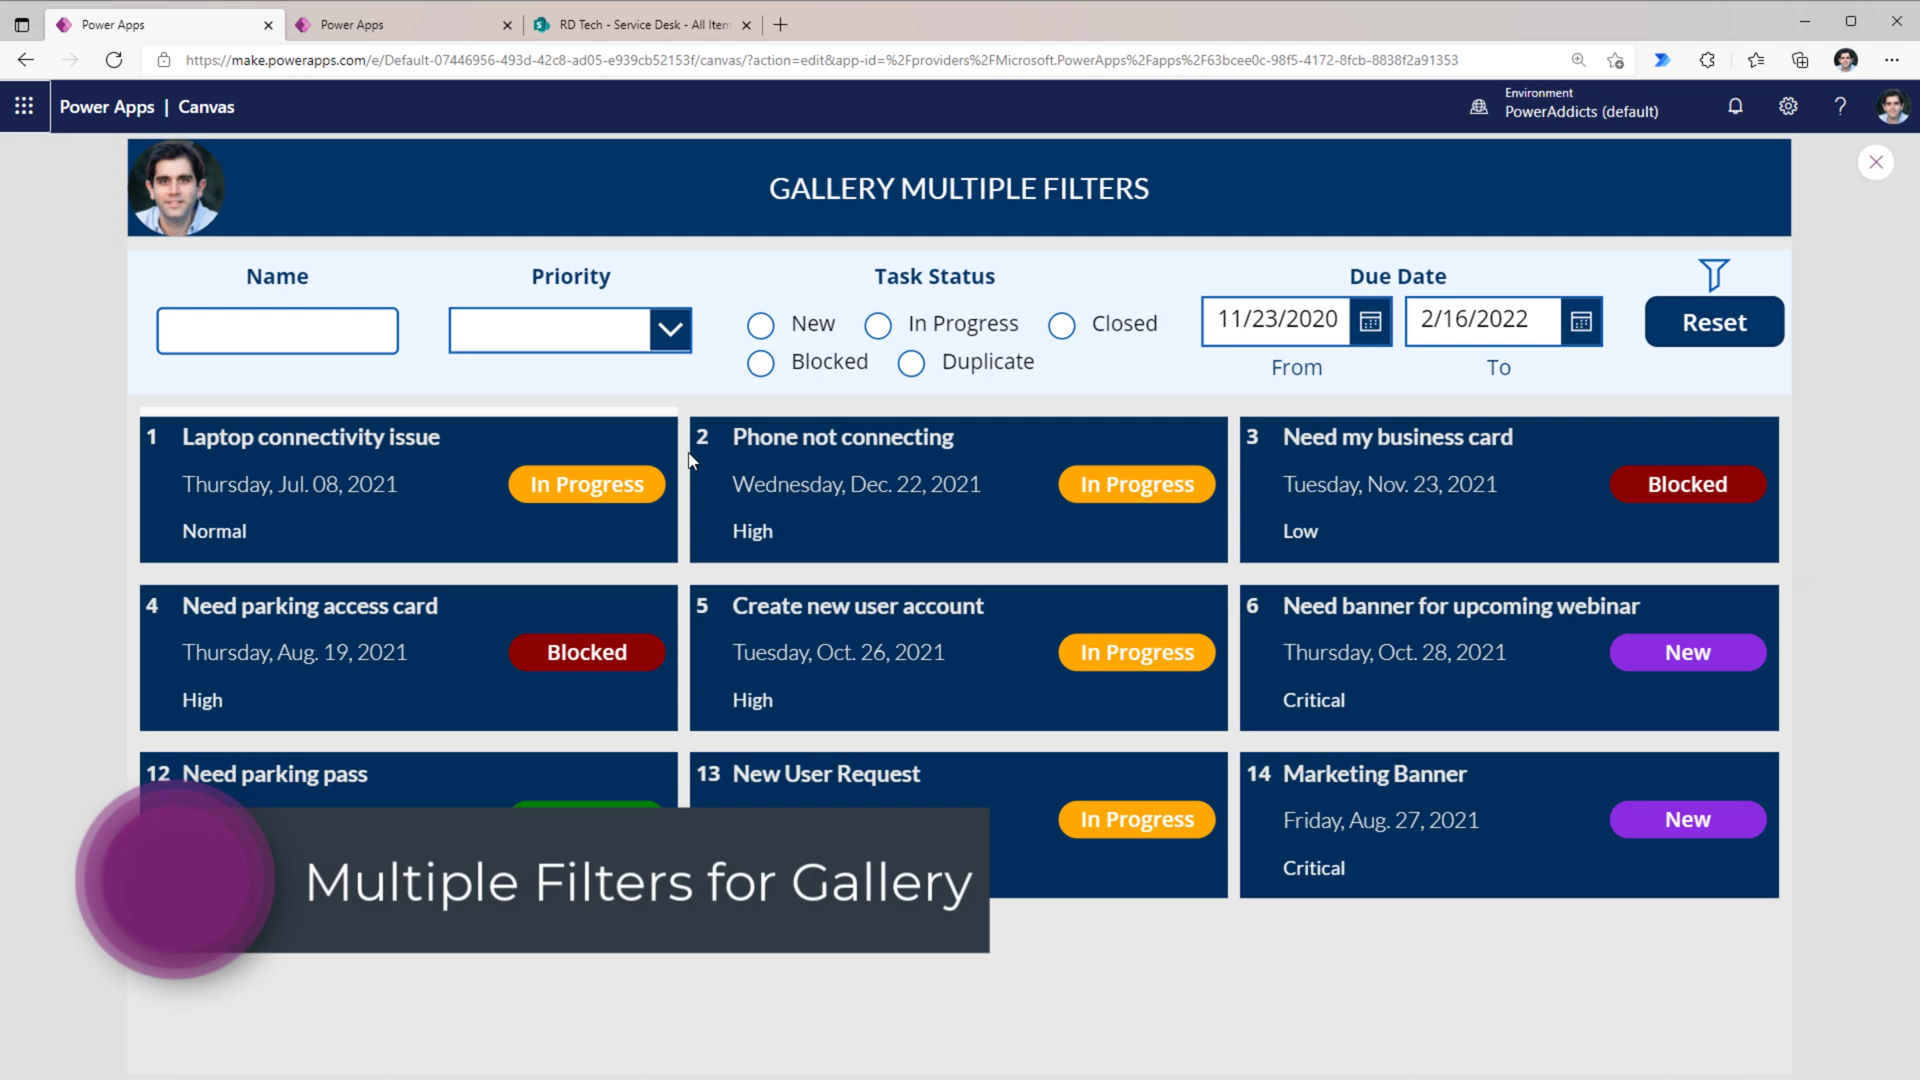 Power Apps
Power Apps
RD Tech - Service Desk - All Item
https://make.powerapps.com/e/Default-07446956-493d-42c8-ad05-e939cb52153f/canvas/?action=edit&app-id=%2Fproviders%2FMicrosoft.PowerApps%2Fapps%2F63bcee0c-98f5-4172-8fcb-8838f2a91353
Power Apps | Canvas
Environment
PowerAddicts (default)
GALLERY MULTIPLE FILTERS
Name
Priority
Task Status
Due Date
New
In Progress
Closed
Blocked
Duplicate
11/23/2020
2/16/2022
From
To
Reset
1 Laptop connectivity issue
Thursday, Jul. 08, 2021
In Progress
Normal
2 Phone not connecting
Wednesday, Dec. 22, 2021
In Progress
High
3 Need my business card
Tuesday, Nov. 23, 2021
Blocked
Low
4 Need parking access card
Thursday, Aug. 19, 2021
Blocked
High
5 Create new user account
Tuesday, Oct. 26, 2021
In Progress
High
6 Need banner for upcoming webinar
Thursday, Oct. 28, 2021
New
Critical
12 Need parking pass
13 New User Request
In Progress
14 Marketing Banner
Friday, Aug. 27, 2021
New
Critical
Multiple Filters for Gallery